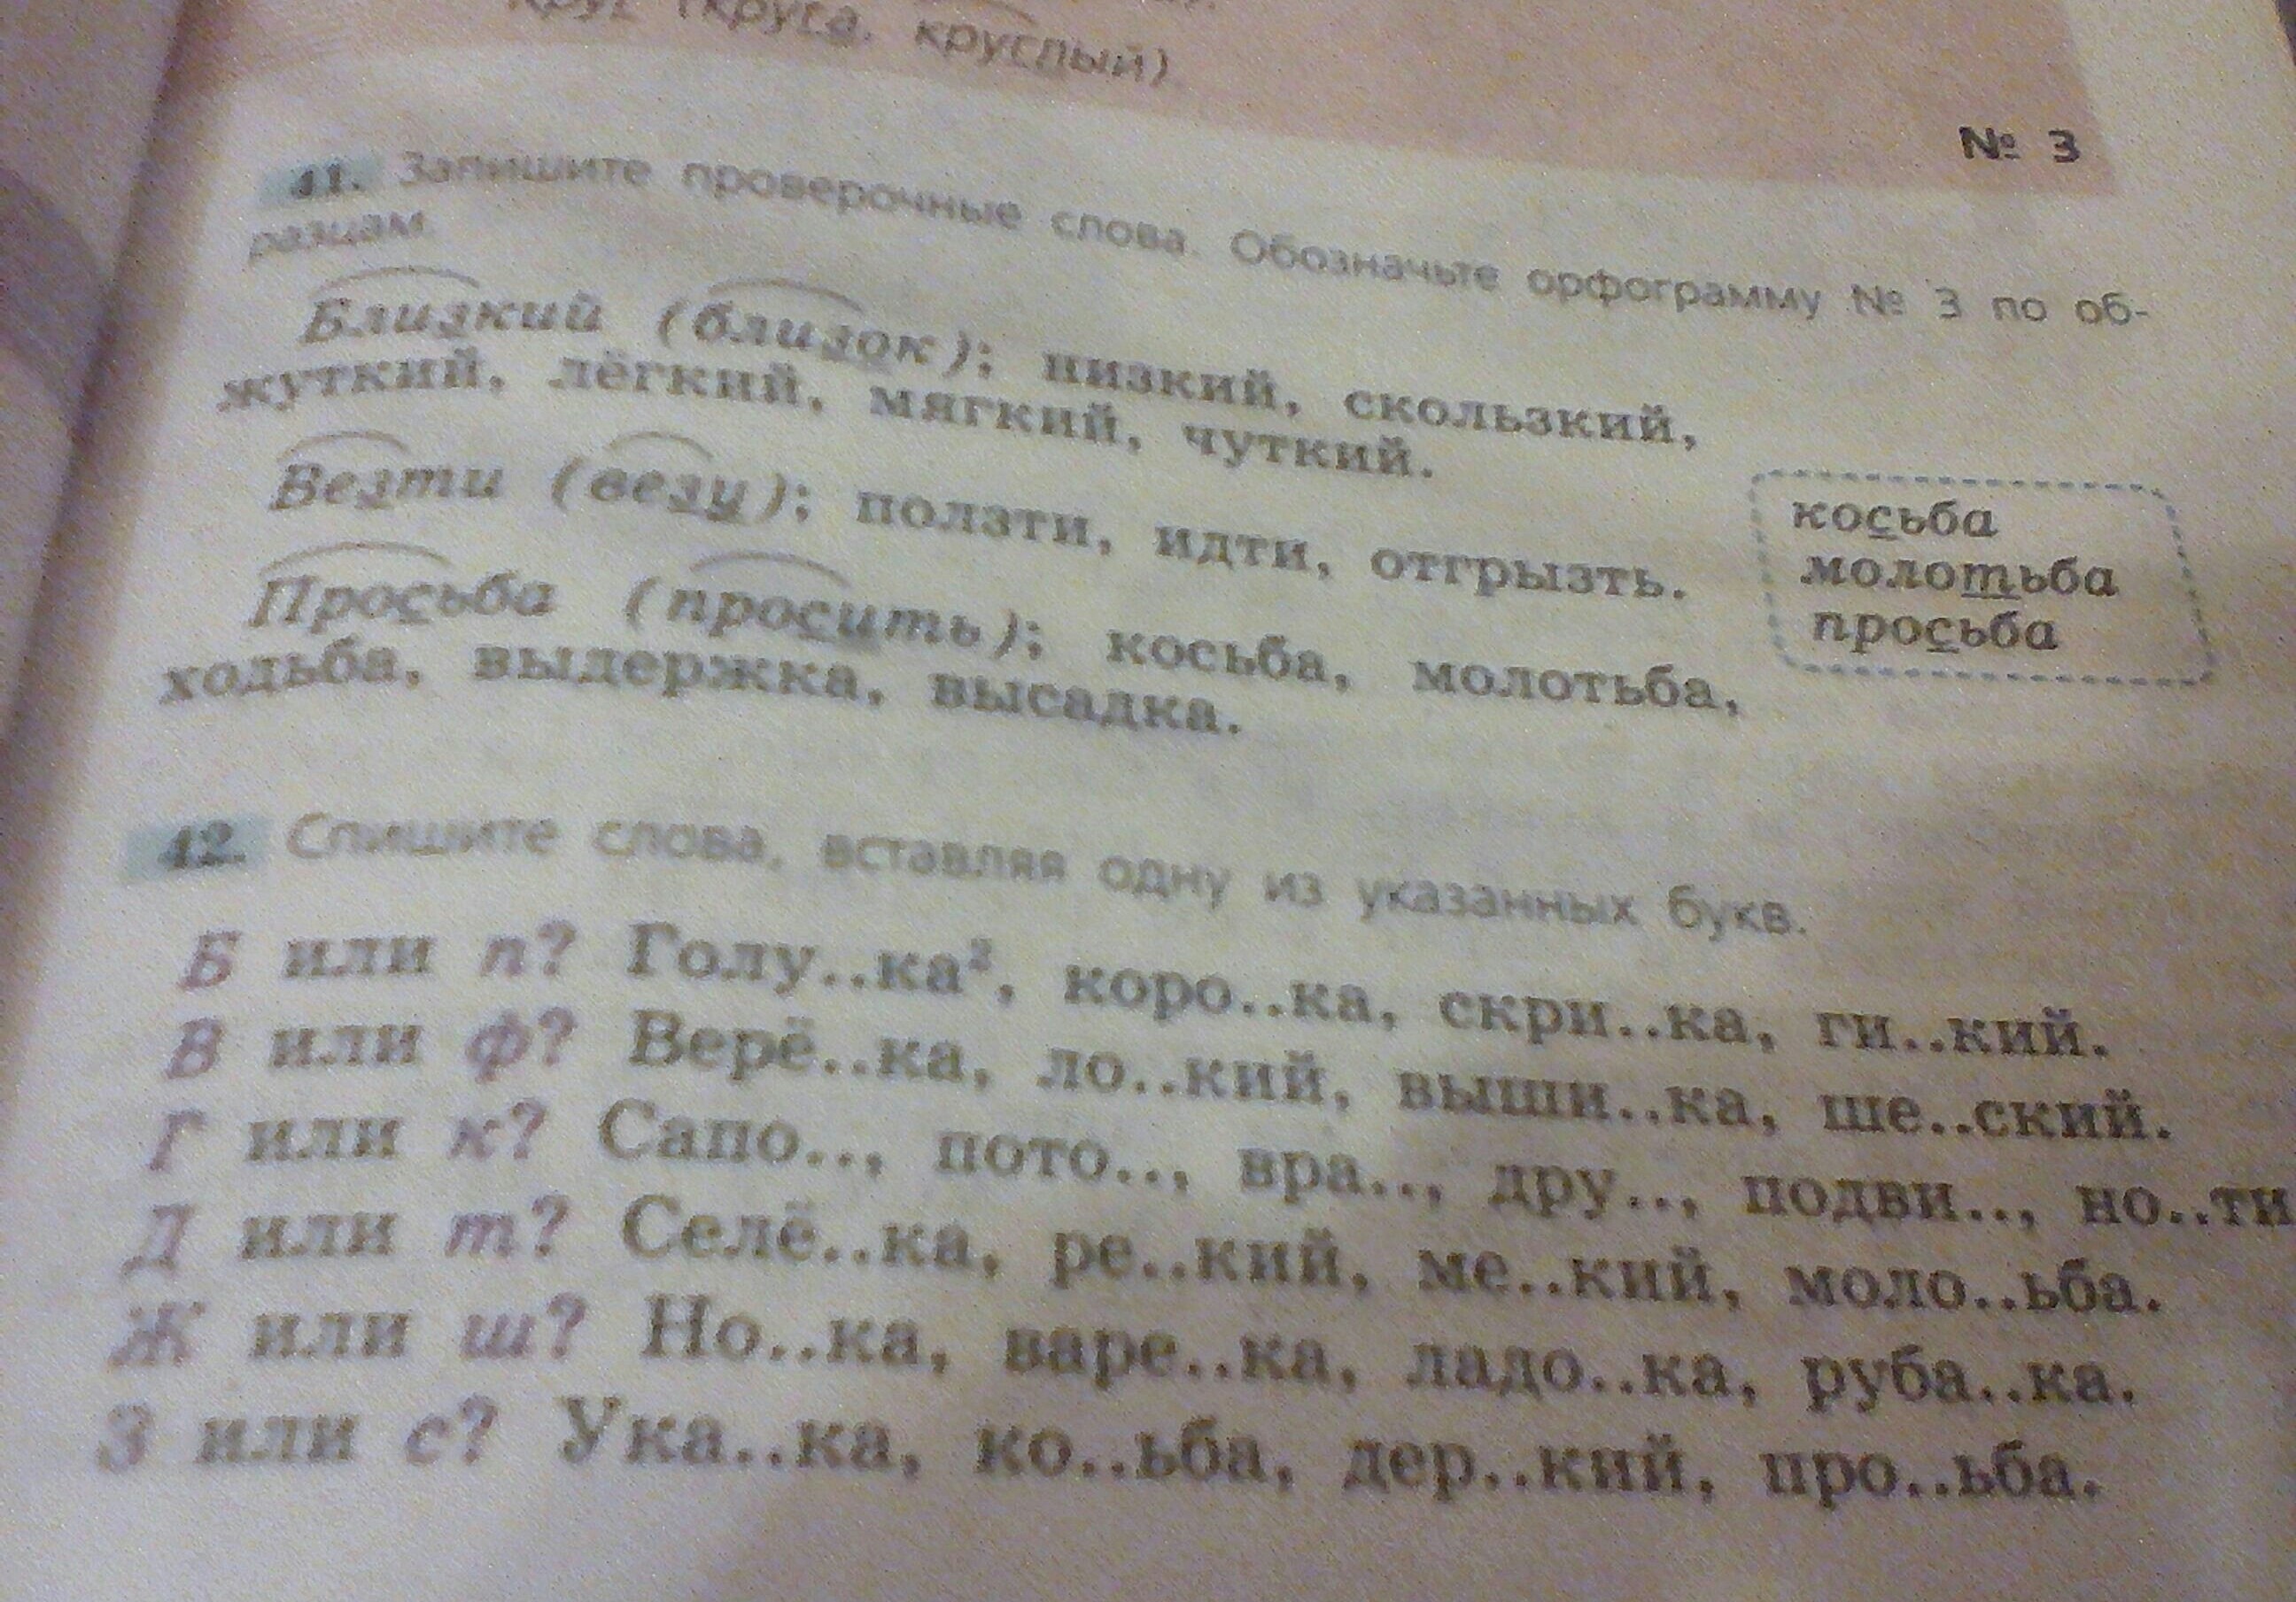 круглый).
№ 3
41. Запишите проверочные слова. Обозначьте орфограмму № 3 по об-
разцам.
Близкий (близок); низкий, скользкий,
жуткий, лёгкий, мягкий, чуткий.
Везти (везу); ползти, идти, отгрызть.
Просьба (просить); косьба, молотьба,
ходьба, выдержка, высадка.
косьба
молотьба
просьба
42. Спишите слова, вставляя одну из указанных букв.
Б или п? Голу..ка², коро..ка, скри..ка, ги..кий.
В или ф? Верё..ка, ло..кий, выши..ка, ше..ский.
Г или к? Сапо.., пото.., вра.., дру.., подви.., но..ти
Д или т? Селё..ка, ре..кий, ме..кий, моло..ьба.
Ж или ш? Но..ка, варе..ка, ладо..ка, руба..ка.
З или с? Ука..ка, ко..ьба, дер..кий, про..ьба.